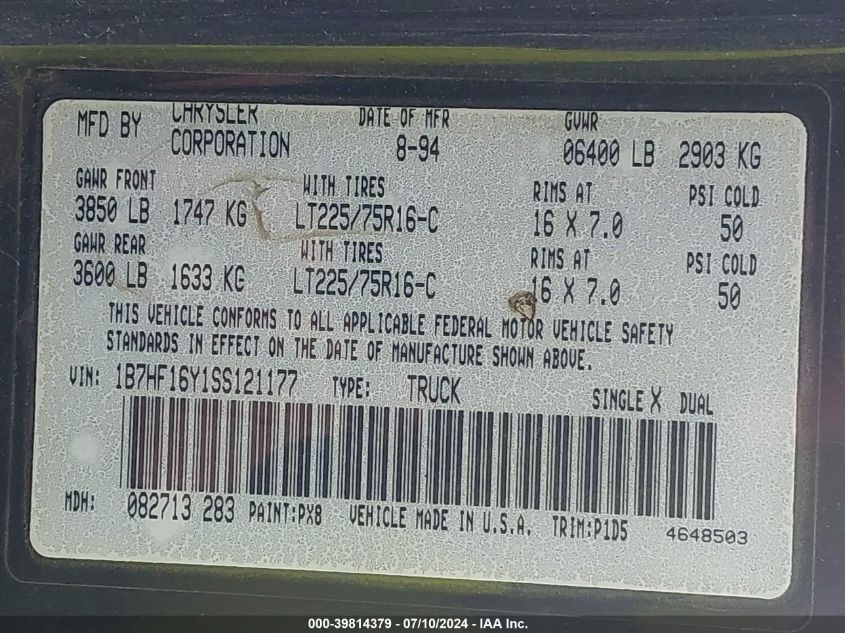 MFD BY CHRYSLER CORPORATION DATE OF MFR 8-94 GVWR 06400 LB 2903 KG
GAWR FRONT WITH TIRES RIMS AT PSI COLD
3850 LB 1747 KG LT225/75R16-C 16 X 7.0 50
GAWR REAR WITH TIRES RIMS AT PSI COLD
3600 LB 1633 KG LT225/75R16-C 16 X 7.0 50
THIS VEHICLE CONFORMS TO ALL APPLICABLE FEDERAL MOTOR VEHICLE SAFETY
STANDARDS IN EFFECT ON THE DATE OF MANUFACTURE SHOWN ABOVE.
VIN: 1B7HF16Y1SS121177 TYPE: TRUCK SINGLE X DUAL
MDH: 082713 283 PAINT:PX8 VEHICLE MADE IN U.S.A. TRIM:P1D5 4648503
000-39814379 - 07/10/2024 - IAA Inc.